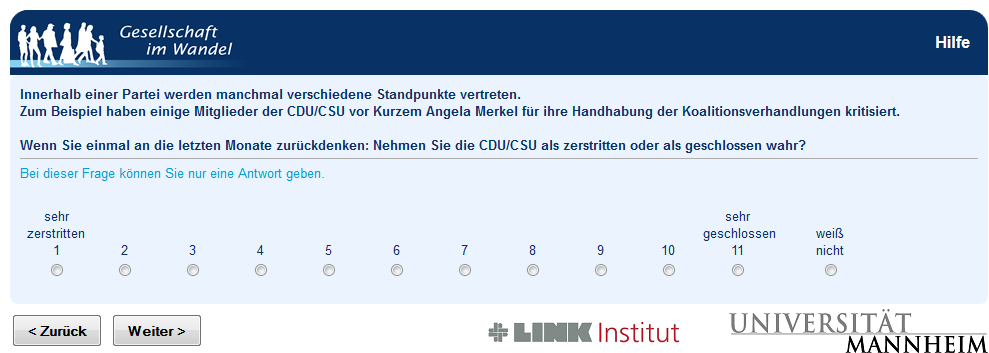 Gesellschaft
im Wandel
Hilfe
Innerhalb einer Partei werden manchmal verschiedene Standpunkte vertreten.
Zum Beispiel haben einige Mitglieder der CDU/CSU vor Kurzem Angela Merkel für ihre Handhabung der Koalitionsverhandlungen kritisiert.
Wenn Sie einmal an die letzten Monate zurückdenken: Nehmen Sie die CDU/CSU als zerstritten oder als geschlossen wahr?
Bei dieser Frage können Sie nur eine Antwort geben.
sehr sehr
zerstritten geschlossen weiß
1 2 3 4 5 6 7 8 9 10 11 nicht
< Zurück Weiter >
LINK Institut
UNIVERSITÄT
MANNHEIM